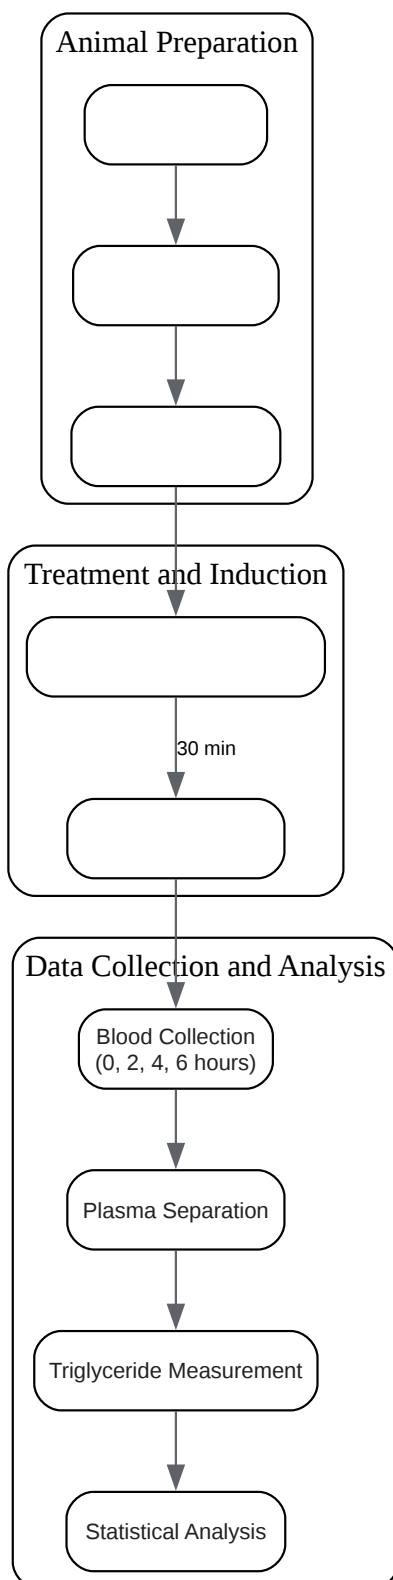 Animal Preparation
Treatment and Induction
30 min
Data Collection and Analysis
Blood Collection
(0, 2, 4, 6 hours)
Plasma Separation
Triglyceride Measurement
Statistical Analysis